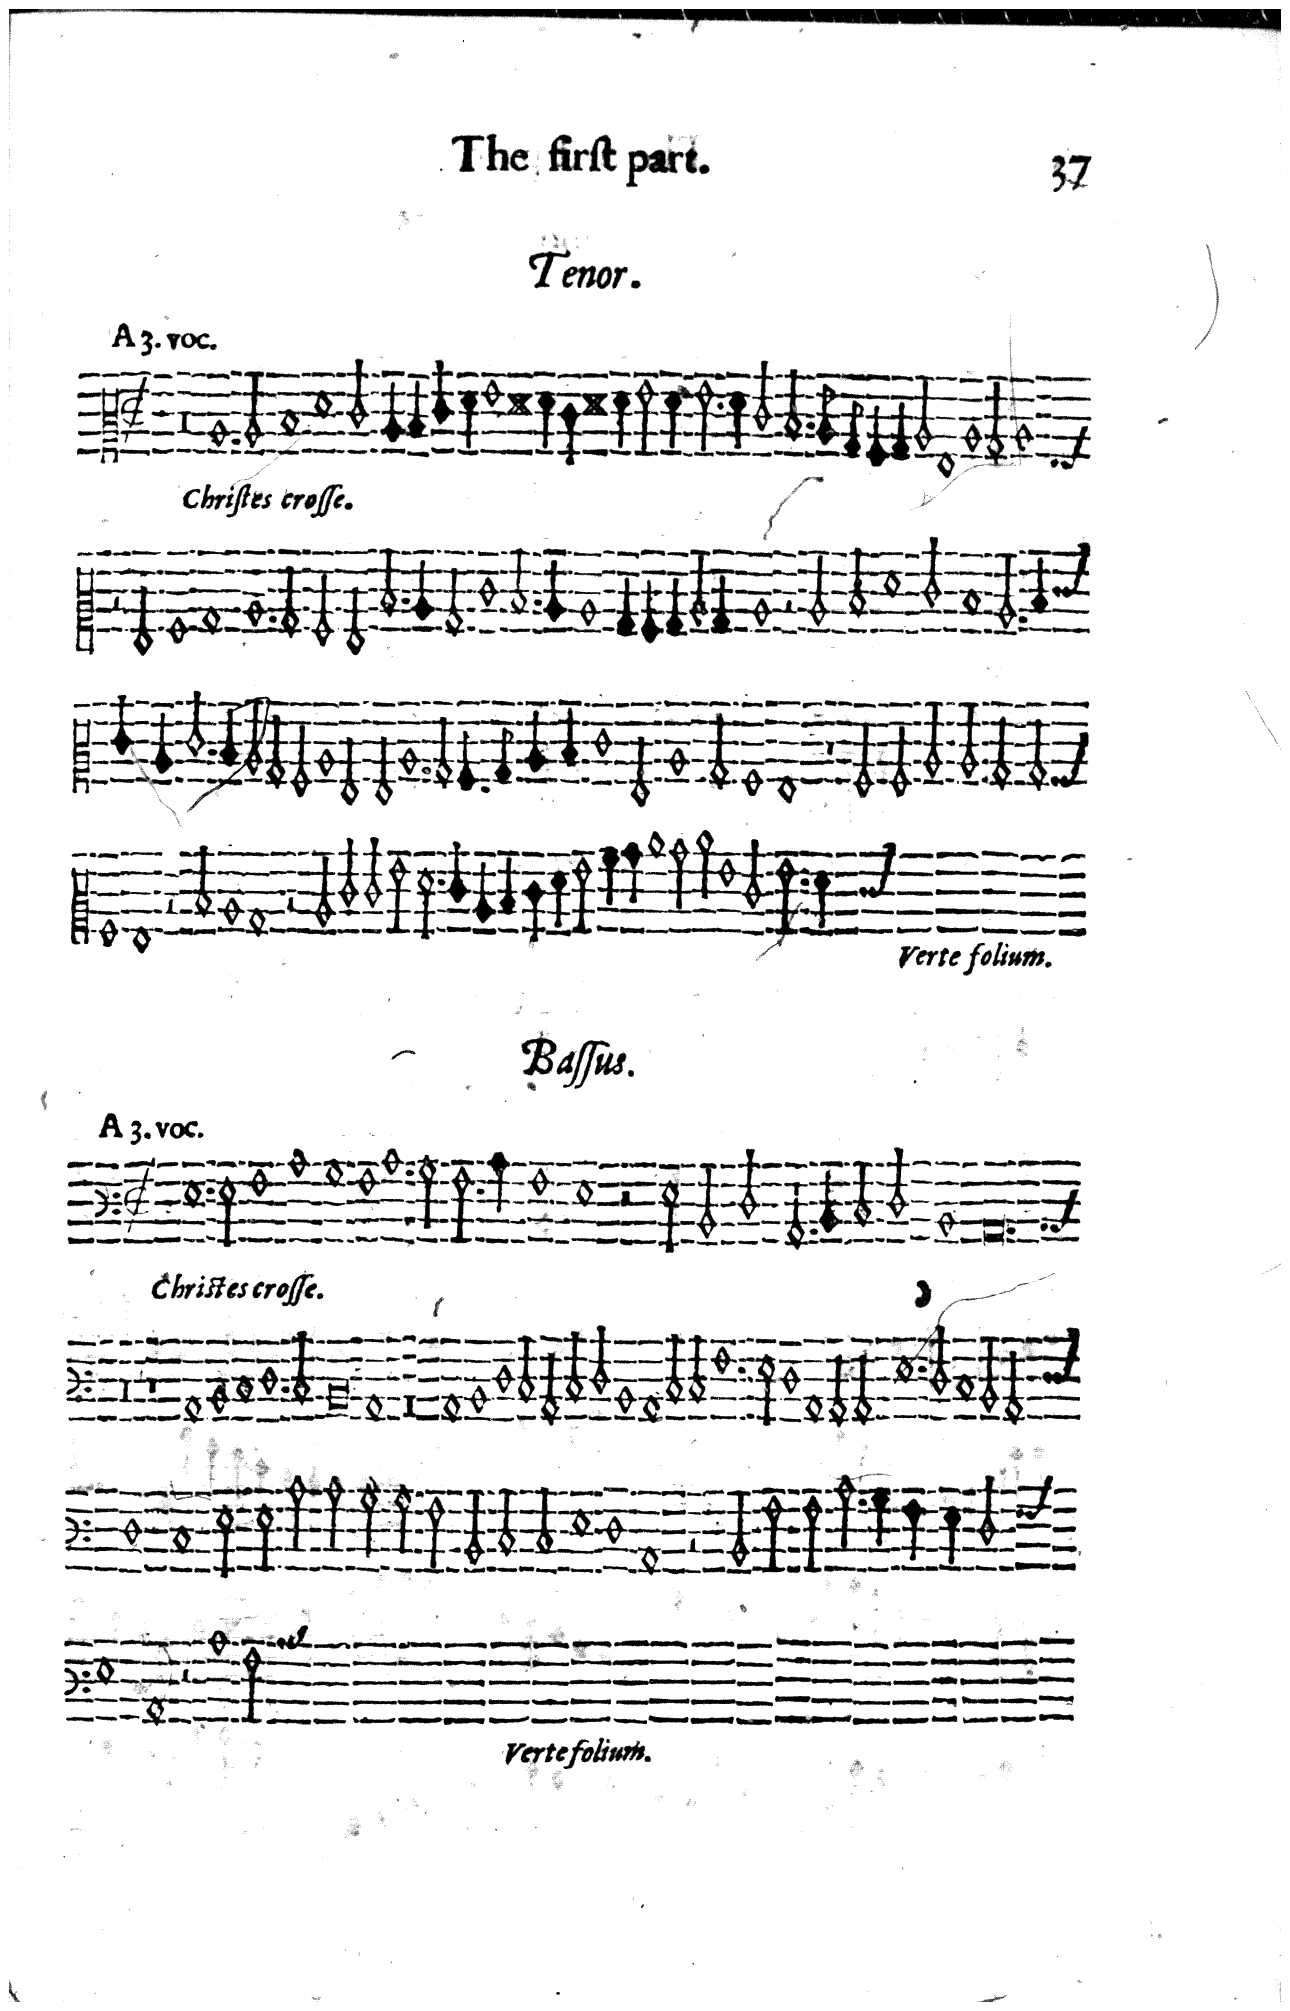 The firſt part.
37
Tenor.
A 3. voc.
Chriſtes croſſe.
Verte folium.
Baſſus.
A 3. voc.
Chriſtes croſſe.
Verte folium.